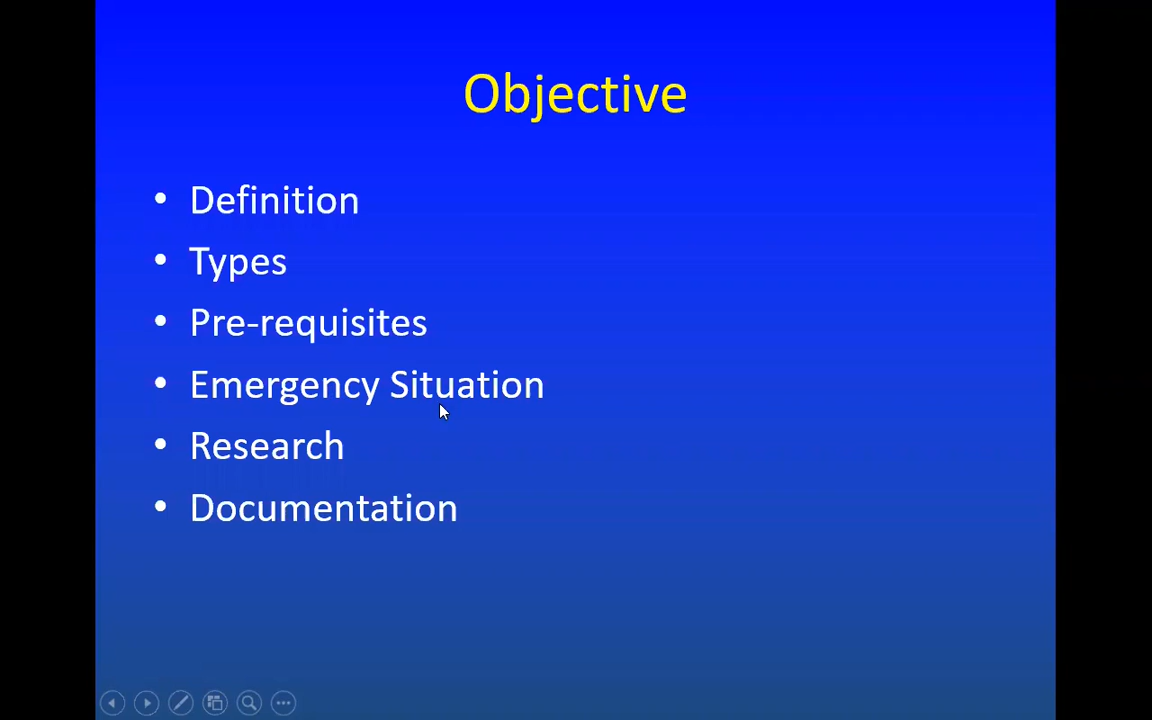 Objective
• Definition
• Types
• Pre-requisites
• Emergency Situation
• Research
• Documentation